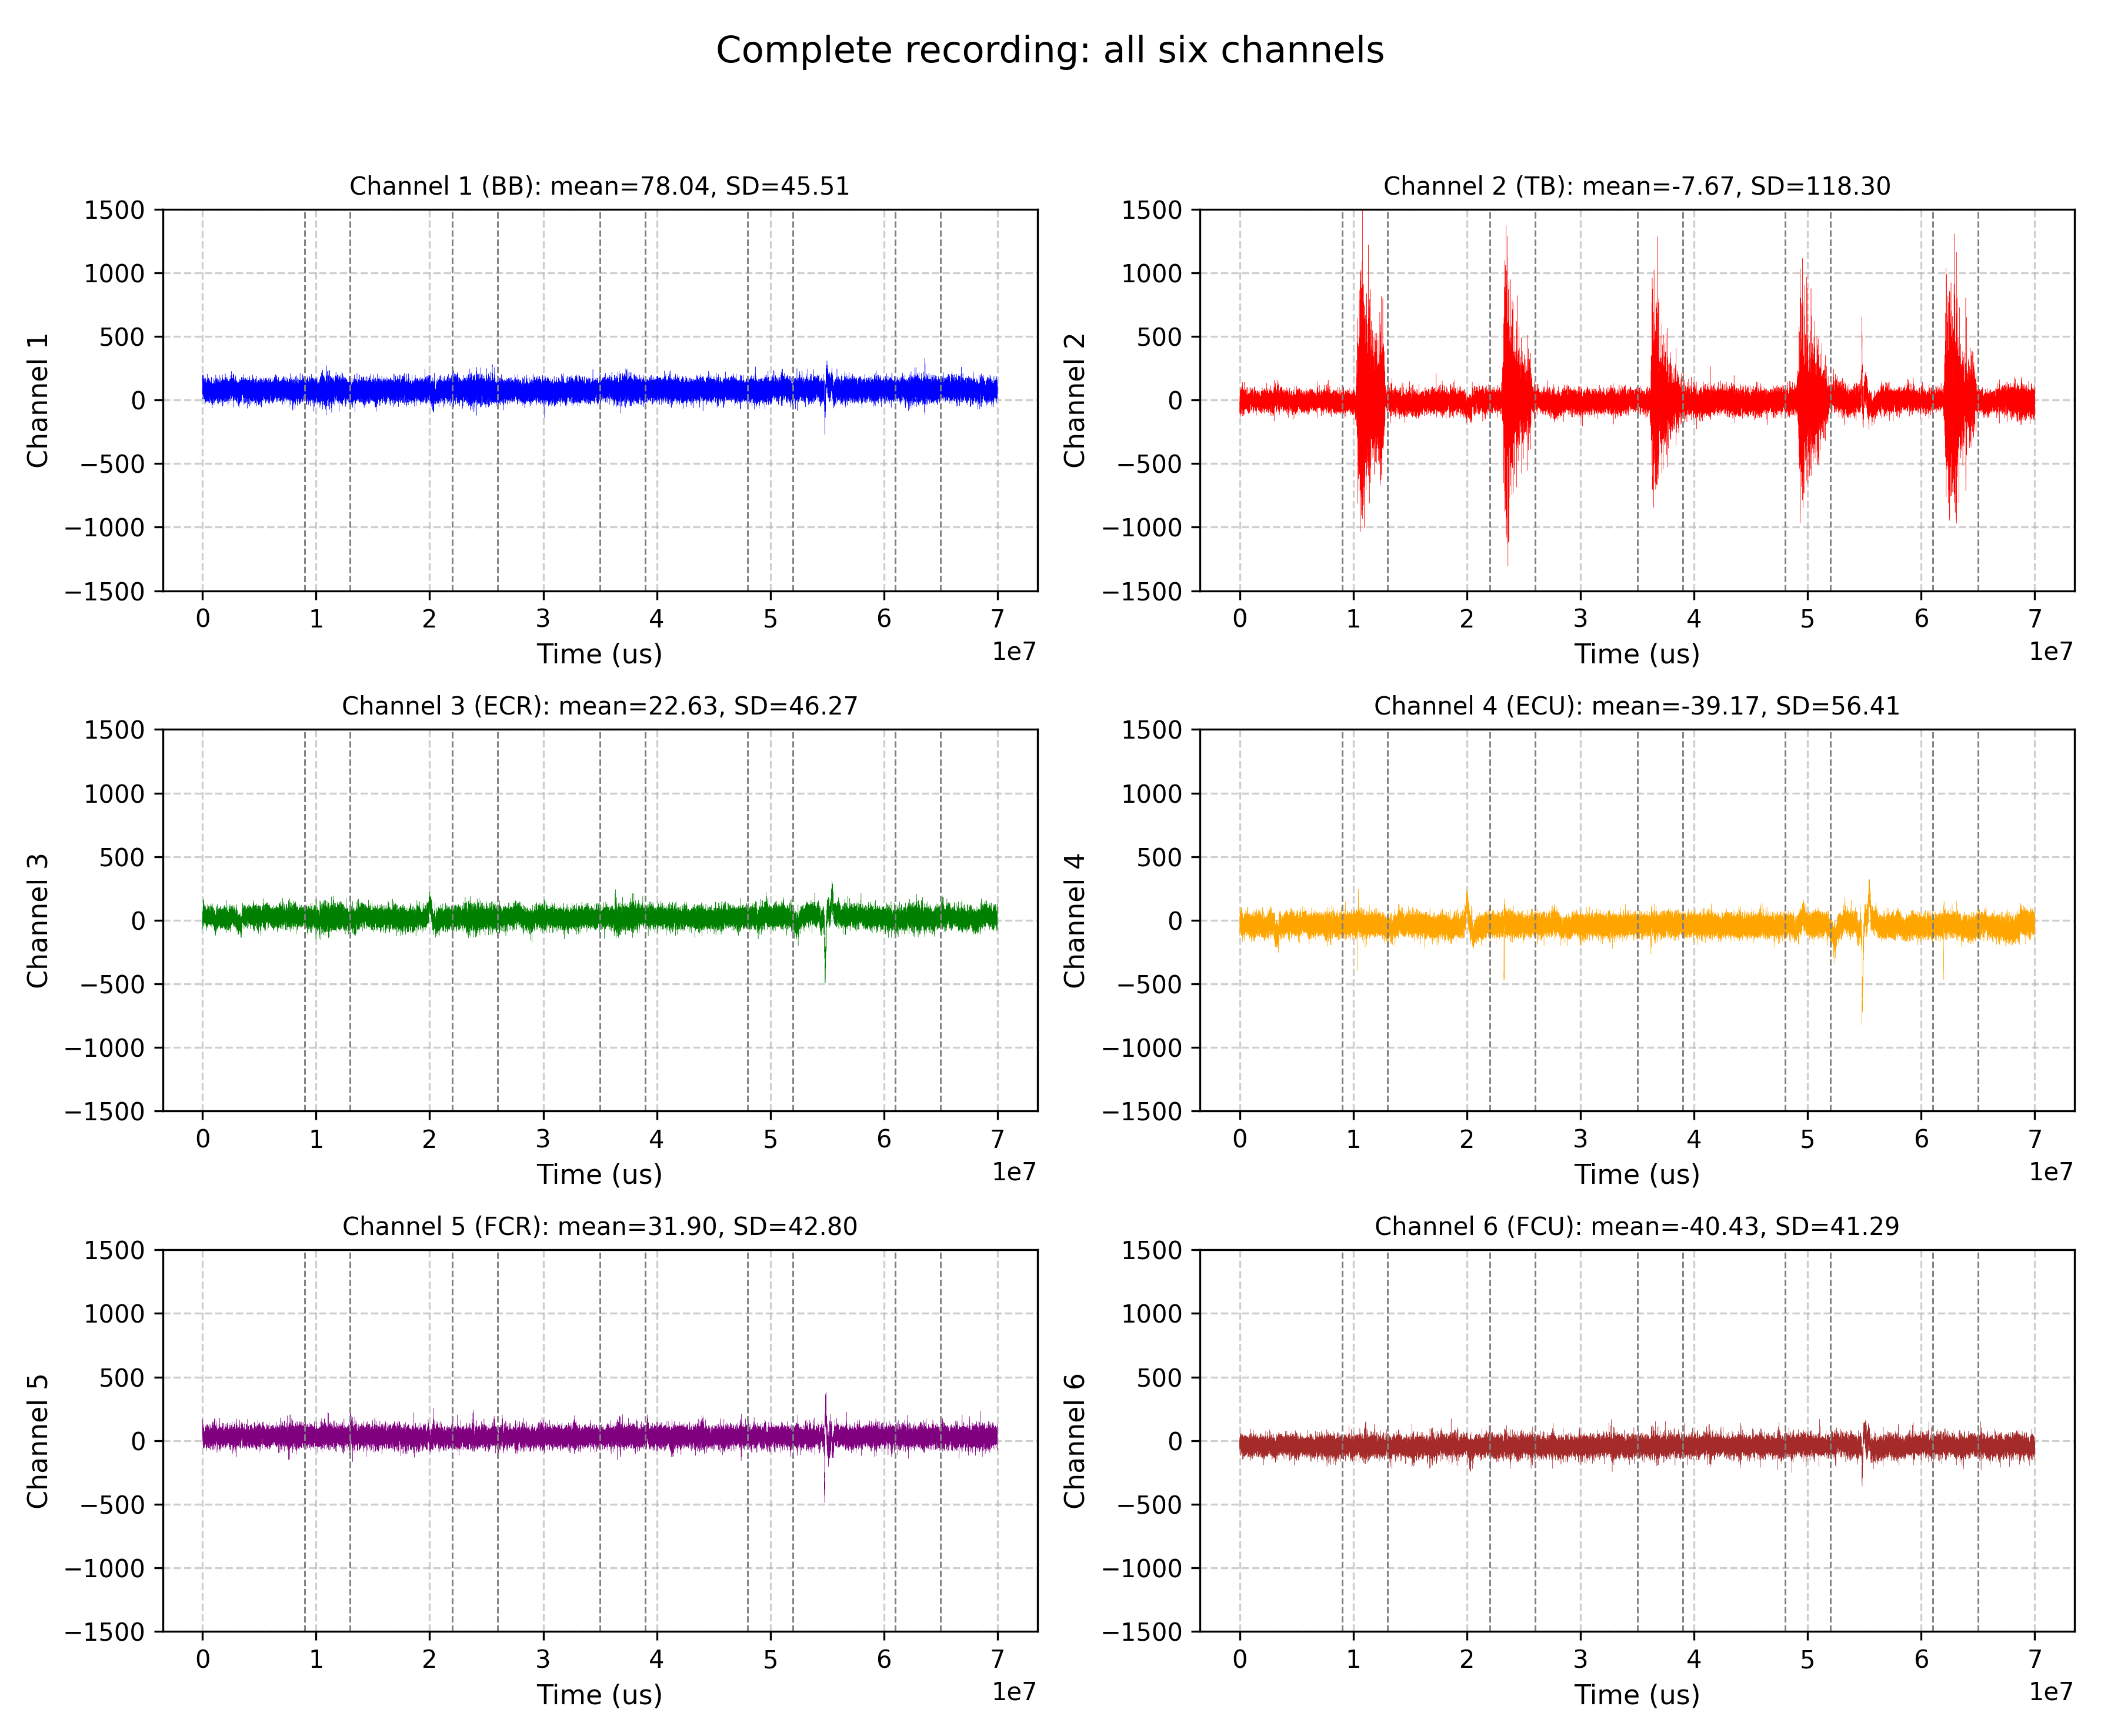 Complete recording: all six channels
Channel 1 (BB): mean=78.04, SD=45.51
1500
1000
500
0
−500
−1000
−1500
Channel 1
0 1 2 3 4 5 6 7
1e7
Time (us)
Channel 2 (TB): mean=-7.67, SD=118.30
1500
1000
500
0
−500
−1000
−1500
Channel 2
0 1 2 3 4 5 6 7
1e7
Time (us)
Channel 3 (ECR): mean=22.63, SD=46.27
1500
1000
500
0
−500
−1000
−1500
Channel 3
0 1 2 3 4 5 6 7
1e7
Time (us)
Channel 4 (ECU): mean=-39.17, SD=56.41
1500
1000
500
0
−500
−1000
−1500
Channel 4
0 1 2 3 4 5 6 7
1e7
Time (us)
Channel 5 (FCR): mean=31.90, SD=42.80
1500
1000
500
0
−500
−1000
−1500
Channel 5
0 1 2 3 4 5 6 7
1e7
Time (us)
Channel 6 (FCU): mean=-40.43, SD=41.29
1500
1000
500
0
−500
−1000
−1500
Channel 6
0 1 2 3 4 5 6 7
1e7
Time (us)